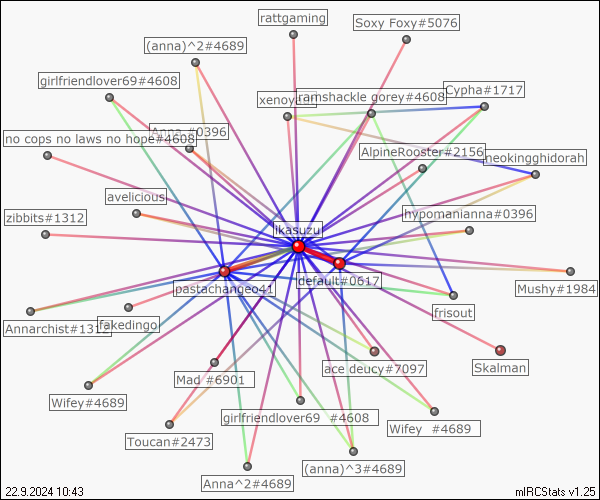 rattgaming
Soxy Foxy#5076
(anna)^2#4689
girlfriendlover69#4608
ramshackle gorey#4608
Cypha#1717
no cops no laws no hope#4608
#0396
AlpineRooster#2156
neokingghidorah
avelicious
hypomanianna#0396
zibbits#1312
ikasuzu
pastachangeo41
default#0617
Mushy#1984
frisout
Annarchist#1312
fakedingo
ace deucy#7097
Skalman
Mad #6901
Wifey#4689
girlfriendlover69 #4608
Wifey #4689
Toucan#2473
(anna)^3#4689
Anna^2#4689
22.9.2024 10:43
mIRCStats v1.25